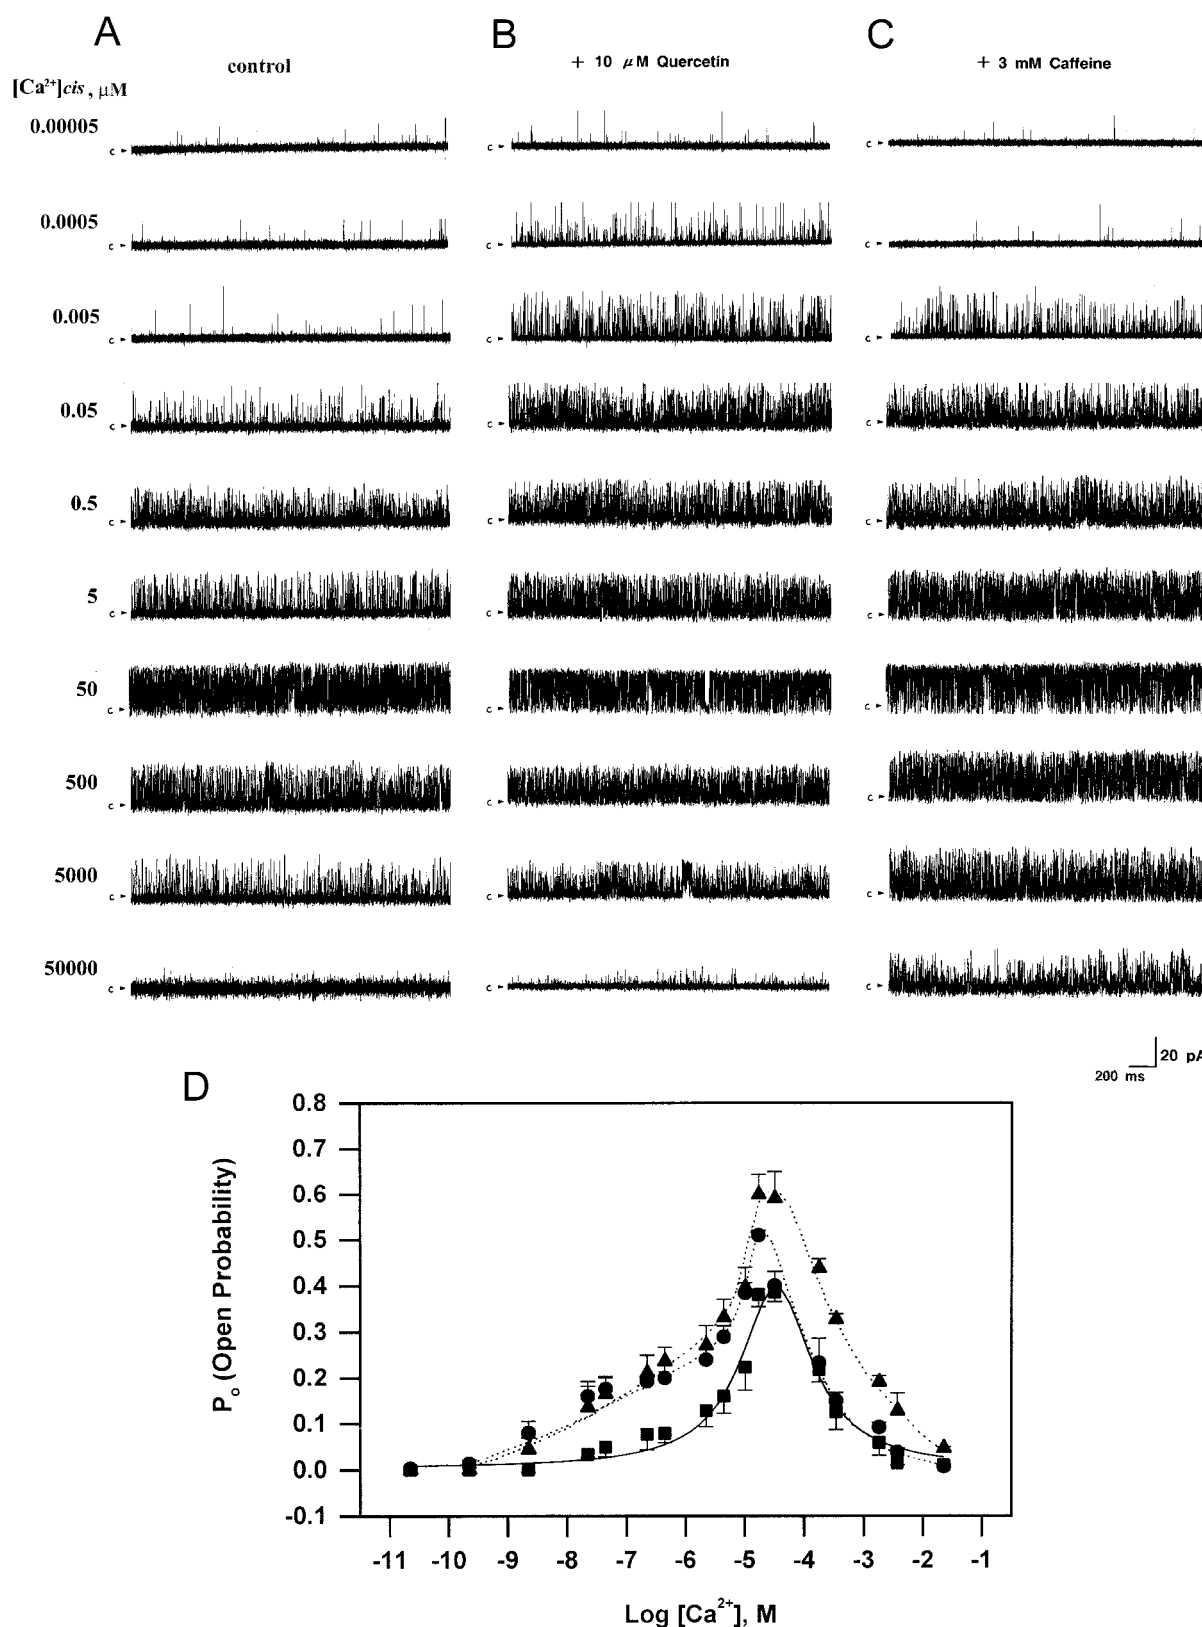 A
B
C
control
+ 10 μM Quercetin
+ 3 mM Caffeine
[Ca²⁺]cis, μM
0.00005
c
c
c
0.0005
c
c
c
0.005
c
c
c
0.05
c
c
c
0.5
c
c
c
5
c
c
c
50
c
c
c
500
c
c
c
5000
c
c
c
50000
c
c
c
20 pA
200 ms
D
0.8
0.7
0.6
0.5
0.4
0.3
0.2
0.1
0.0
-0.1
Pₒ (Open Probability)
-11 -10 -9 -8 -7 -6 -5 -4 -3 -2 -1
Log [Ca²⁺], M